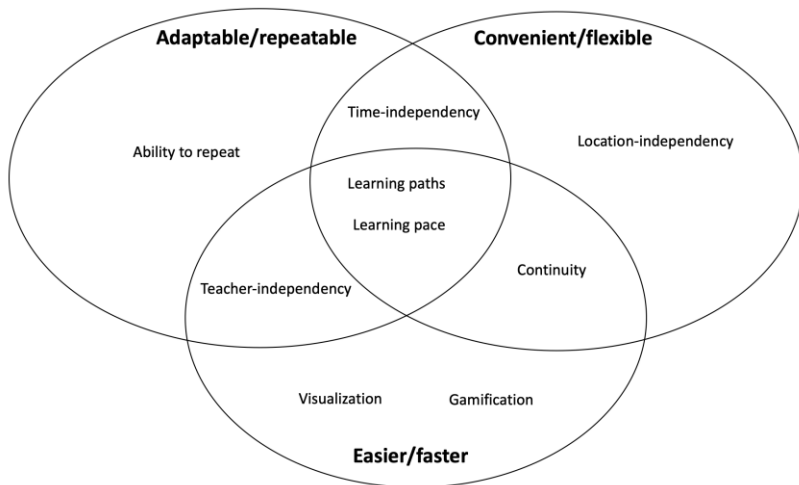 Adaptable/repeatable
Convenient/flexible
Time-independency
Ability to repeat
Location-independency
Learning paths
Learning pace
Teacher-independency
Continuity
Visualization
Gamification
Easier/faster